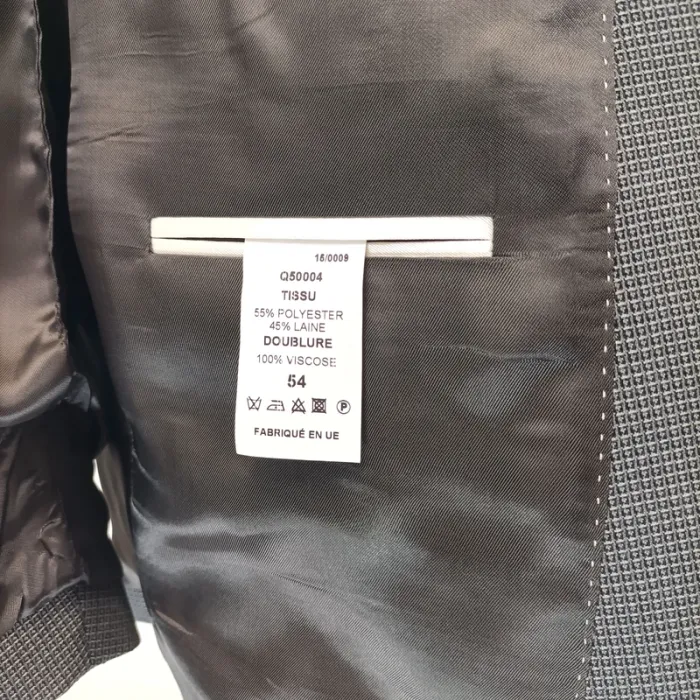 15/0009
Q50004
TISSU
55% POLYESTER
45% LAINE
DOUBLURE
100% VISCOSE
54
P
FABRIQUÉ EN UE